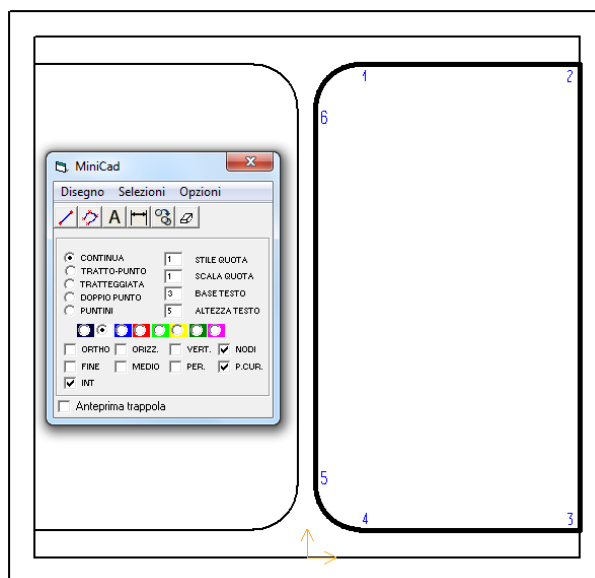 1 2
6
MiniCad
Disegno Selezioni Opzioni
A
CONTINUA 1 STILE QUOTA
TRATTO-PUNTO 1 SCALA QUOTA
TRATTEGGIATA 3 BASE TESTO
DOPPIO PUNTO 5 ALTEZZA TESTO
PUNTINI
ORTHO ORIZZ. VERT. NODI
FINE MEDIO PER. P.CUR.
INT
Anteprima trappola
5
4 3